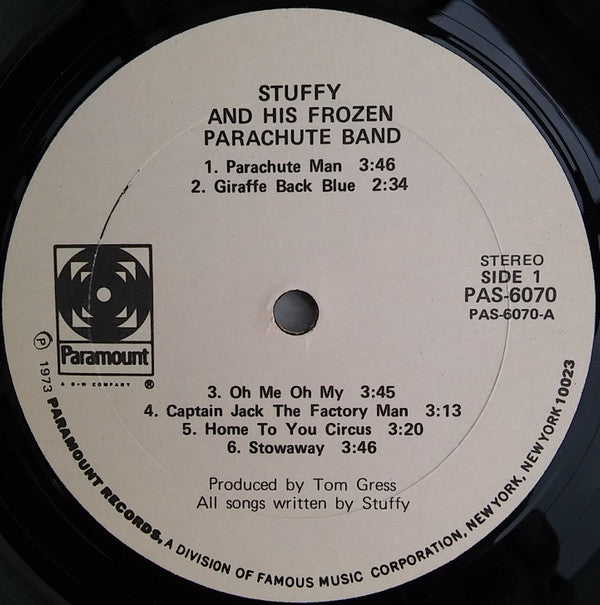 STUFFY
AND HIS FROZEN
PARACHUTE BAND
1. Parachute Man 3:46
2. Giraffe Back Blue 2:34
STEREO
SIDE 1
PAS-6070
PAS-6070-A
Paramount
A G+W COMPANY ®
3. Oh Me Oh My 3:45
4. Captain Jack The Factory Man 3:13
5. Home To You Circus 3:20
6. Stowaway 3:46
Produced by Tom Gress
All songs written by Stuffy
Ⓟ 1973 PARAMOUNT RECORDS, A DIVISION OF FAMOUS MUSIC CORPORATION, NEW YORK, NEW YORK 10023